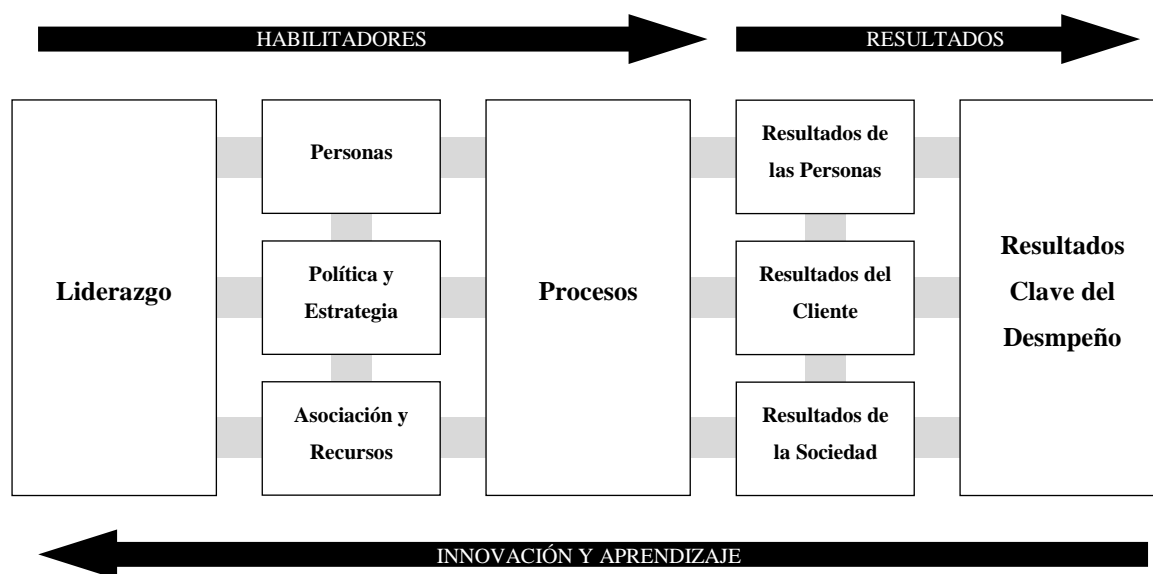 HABILITADORES
RESULTADOS
Liderazgo
Personas
Política y
Estrategia
Asociación y
Recursos
Procesos
Resultados de
las Personas
Resultados del
Cliente
Resultados de
la Sociedad
Resultados
Clave del
Desmpeño
INNOVACIÓN Y APRENDIZAJE